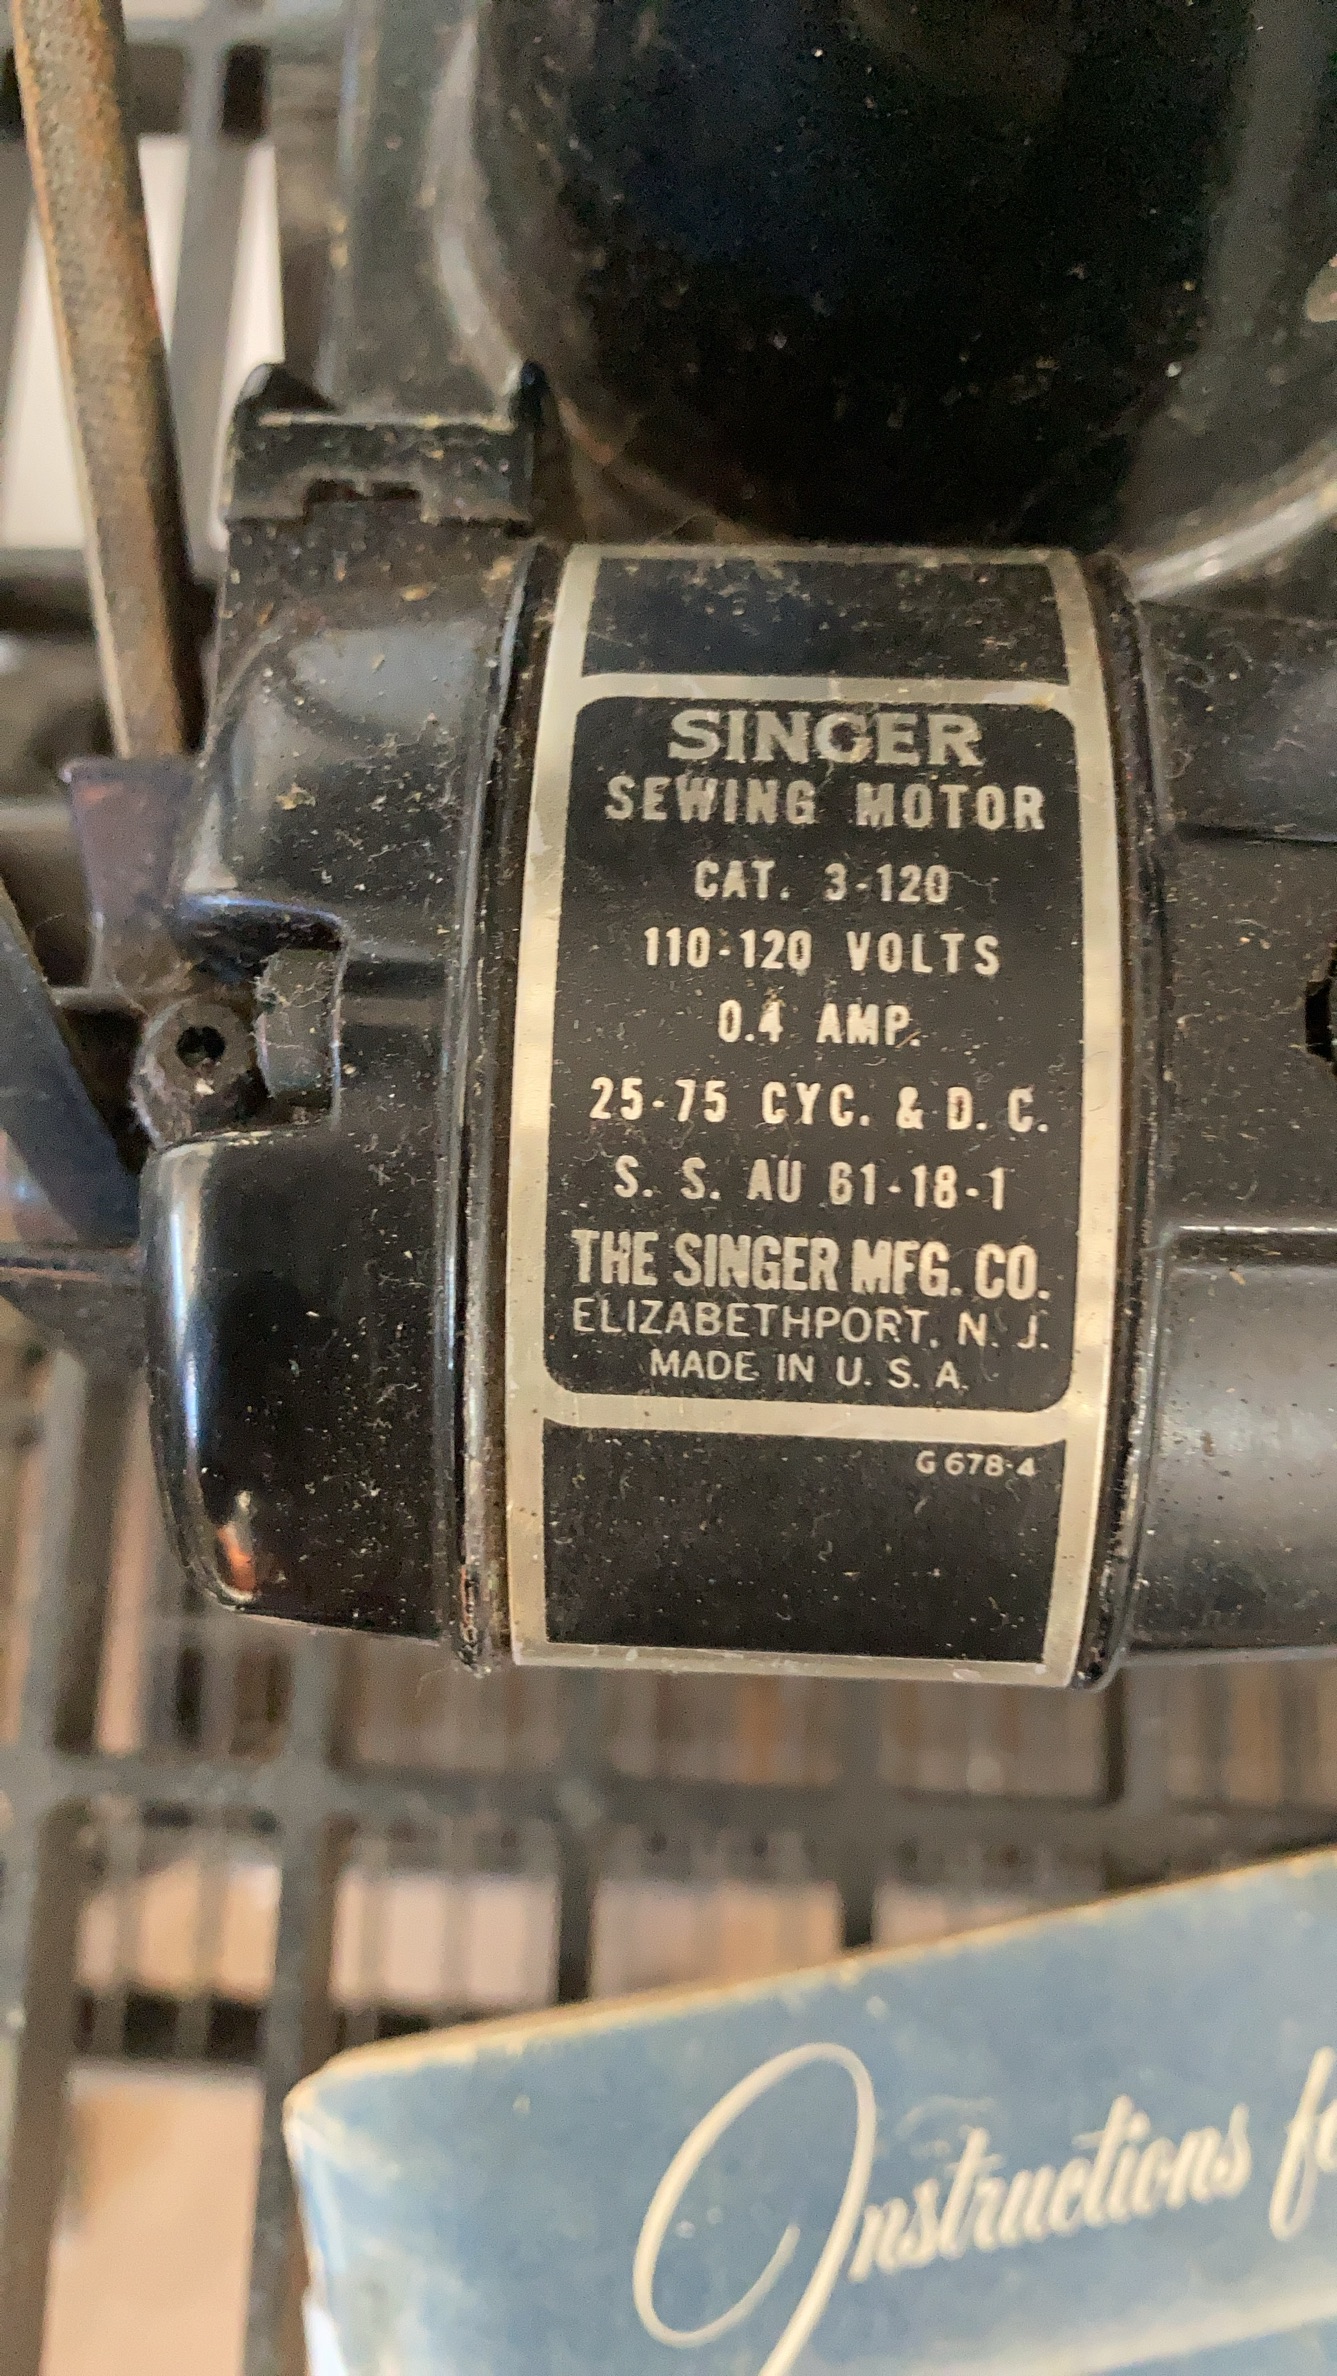 SINGER
SEWING MOTOR
CAT. 3-120
110-120 VOLTS
0.4 AMP.
25-75 CYC. & D. C.
S. S. AU 61-18-1
THE SINGER MFG. CO.
ELIZABETHPORT, N. J.
MADE IN U. S. A.
G 678-4
Instructions